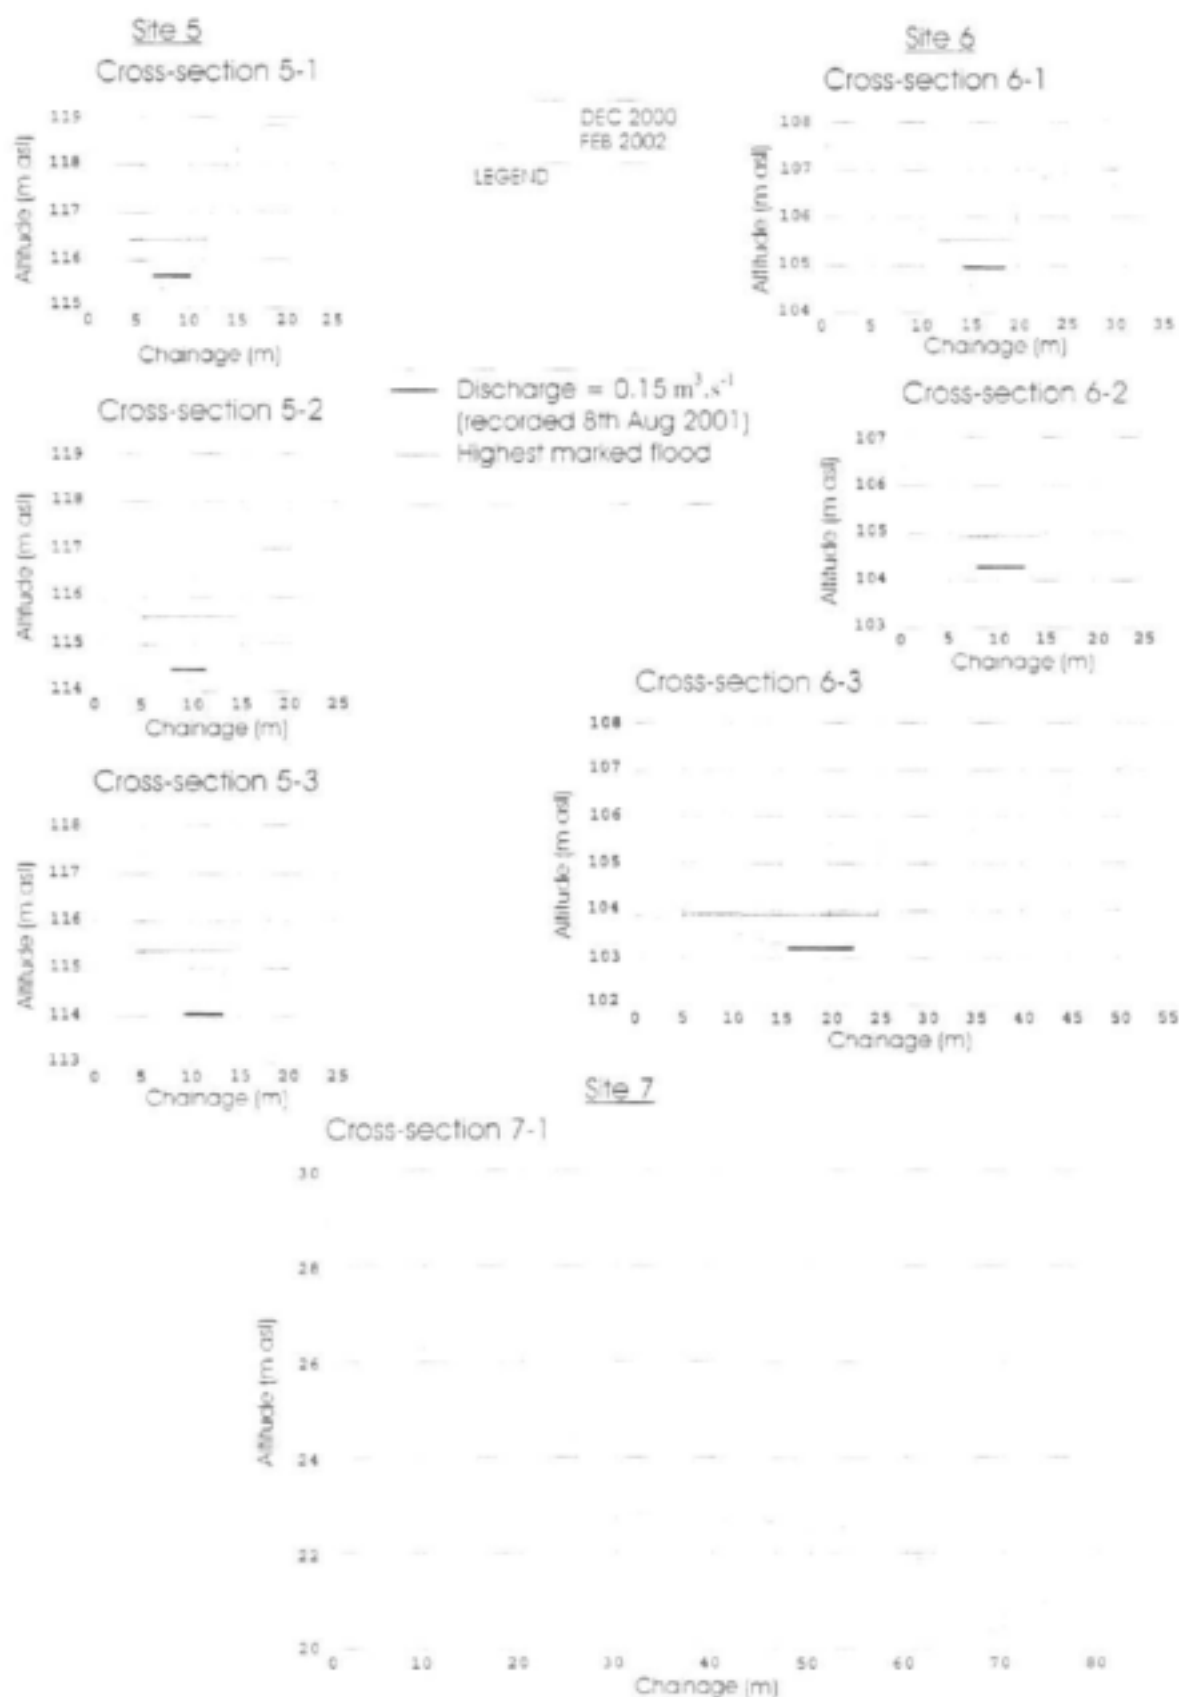 Site 5
Cross-section 5-1
Altitude (m asl)
119
118
117
116
115
0 5 10 15 20 25
Chainage (m)
DEC 2000
FEB 2002
LEGEND
Site 6
Cross-section 6-1
Altitude (m asl)
108
107
106
105
104
0 5 10 15 20 25 30 35
Chainage (m)
Discharge = 0.15 m³.s⁻¹
(recorded 8th Aug 2001)
Highest marked flood
Cross-section 5-2
Altitude (m asl)
119
118
117
116
115
114
0 5 10 15 20 25
Chainage (m)
Cross-section 6-2
Altitude (m asl)
107
106
105
104
103
0 5 10 15 20 25
Chainage (m)
Cross-section 6-3
Altitude (m asl)
108
107
106
105
104
103
102
0 5 10 15 20 25 30 35 40 45 50 55
Chainage (m)
Cross-section 5-3
Altitude (m asl)
118
117
116
115
114
113
0 5 10 15 20 25
Chainage (m)
Site 7
Cross-section 7-1
Altitude (m asl)
30
28
26
24
22
20
0 10 20 30 40 50 60 70 80
Chainage (m)